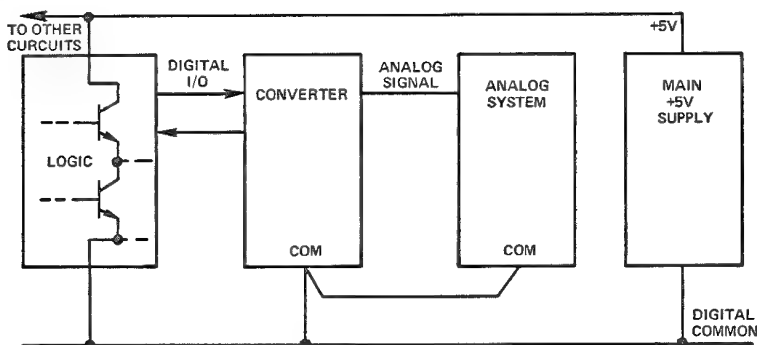 TO OTHER
CURCUITS
+5V
DIGITAL
I/O
CONVERTER
ANALOG
SIGNAL
ANALOG
SYSTEM
MAIN
+5V
SUPPLY
LOGIC
COM
COM
DIGITAL
COMMON